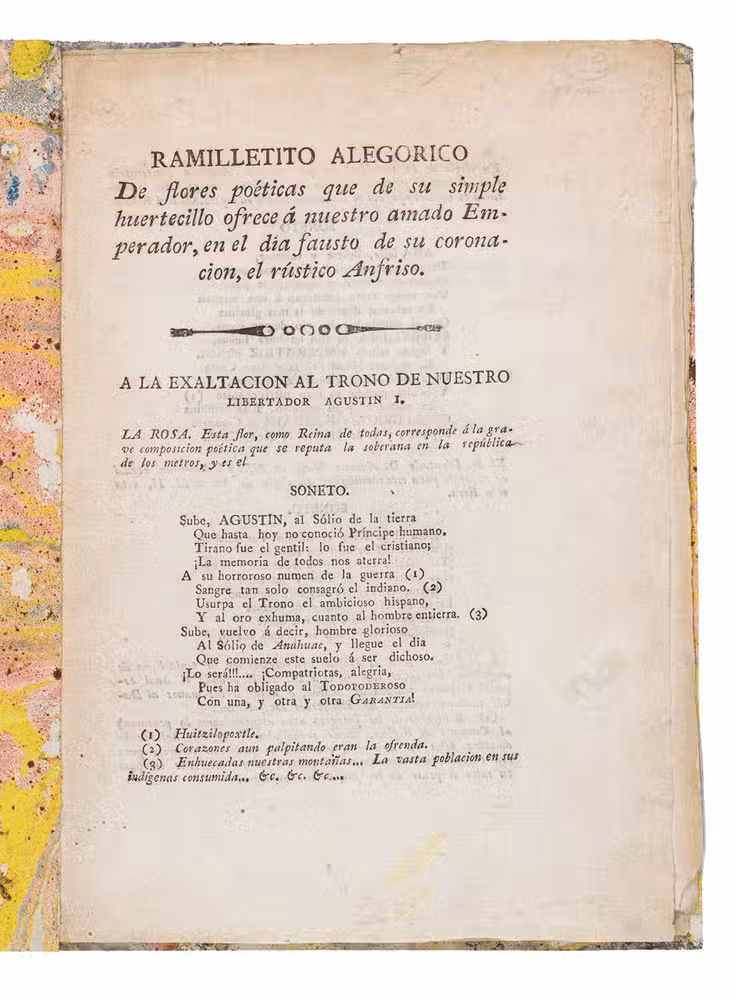 RAMILLETITO ALEGORICO
De flores poéticas que de su simple
huertecillo ofrece á nuestro amado Em-
perador, en el dia fausto de su corona-
cion, el rústico Anfriso.
A LA EXALTACION AL TRONO DE NUESTRO
LIBERTADOR AGUSTIN I.
LA ROSA. Esta flor, como Reina de todas, corresponde á la gra-
ve composicion poética que se reputa la soberana en la república
de los metros, y es el
SONETO.
Sube, AGUSTIN, al Sólio de la tierra
Que hasta hoy no conoció Príncipe humano.
Tirano fue el gentil: lo fue el cristiano;
¡La memoria de todos nos aterra!
A su horroroso numen de la guerra (1)
Sangre tan solo consagró el indiano. (2)
Usurpa el Trono el ambicioso hispano,
Y al oro exhuma, cuanto al hombre entierra. (3)
Sube, vuelvo á decir, hombre glorioso
Al Sólio de Anáhuac, y llegue el dia
Que comienze este suelo á ser dichoso.
¡Lo será!!!.... ¡Compatriotas, alegria,
Pues ha obligado al TODOPODEROSO
Con una, y otra y otra GARANTIA!
(1) Huitzilopoxtle.
(2) Corazones aun palpitando eran la ofrenda.
(3) Enhuecadas nuestras montañas... La vasta poblacion en sus
indígenas consumida... &c. &c. &c....